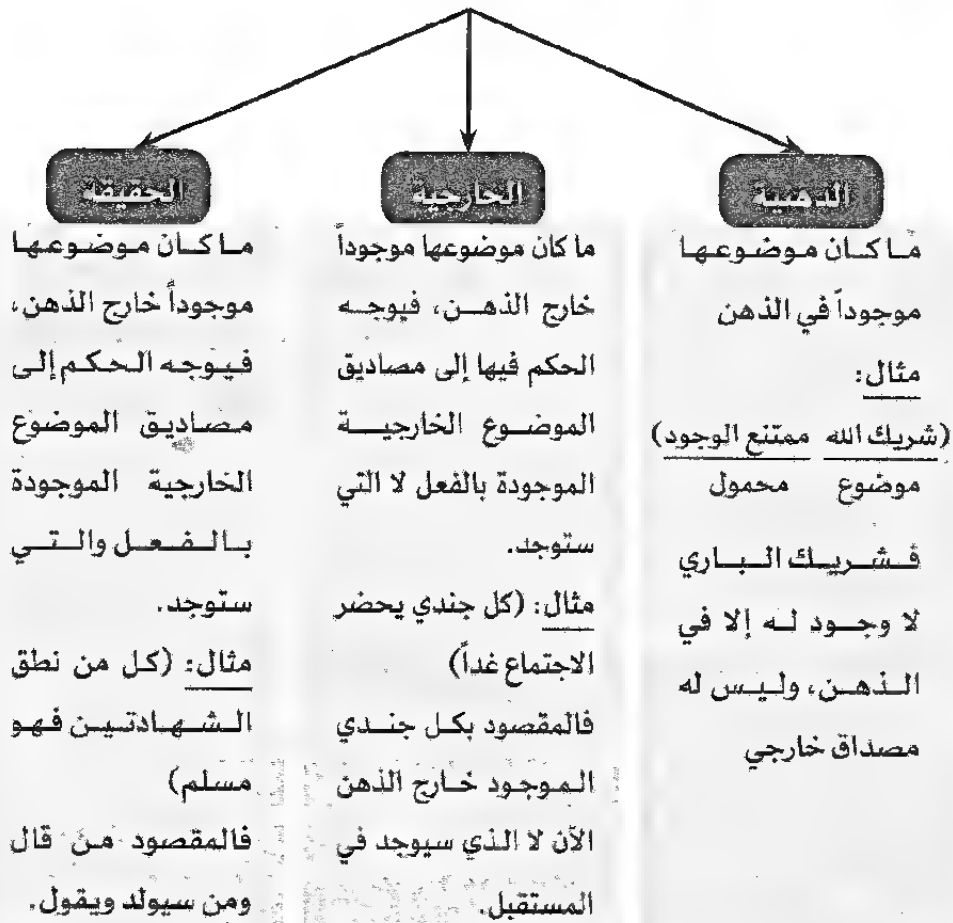 الذهنية
ما كان موضوعها
موجوداً في الذهن
مثال:
(شريك الله ممتنع الوجود)
موضوع محمول
فشريك الباري
لا وجود له إلا في
الذهن، وليس له
مصداق خارجي
الخارجية
ما كان موضوعها موجوداً
خارج الذهن، فيوجه
الحكم فيها إلى مصاديق
الموضوع الخارجية
الموجودة بالفعل لا التي
ستوجد.
مثال: (كل جندي يحضر
الاجتماع غداً)
فالمقصود بكل جندي
الموجود خارج الذهن
الآن لا الذي سيوجد في
المستقبل.
الحقيقة
ما كان موضوعها
موجوداً خارج الذهن،
فيوجه الحكم إلى
مصاديق الموضوع
الخارجية الموجودة
بالفعل والتي
ستوجد.
مثال: (كل من نطق
الشهادتين فهو
مسلم)
فالمقصود من قال
ومن سيولد ويقول.